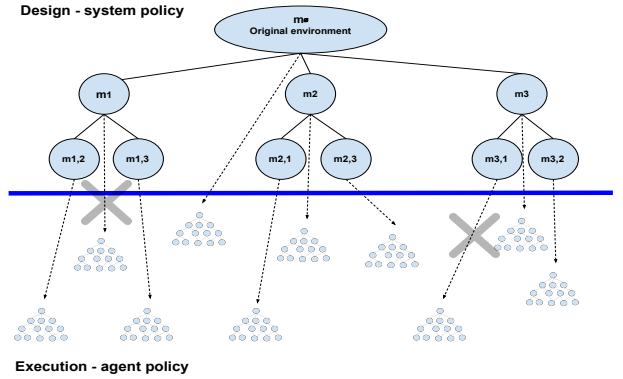 Design - system policy
m
Original environment
m1
m2
m3
m1,2
m1,3
m2,1
m2,3
m3,1
m3,2
Execution - agent policy